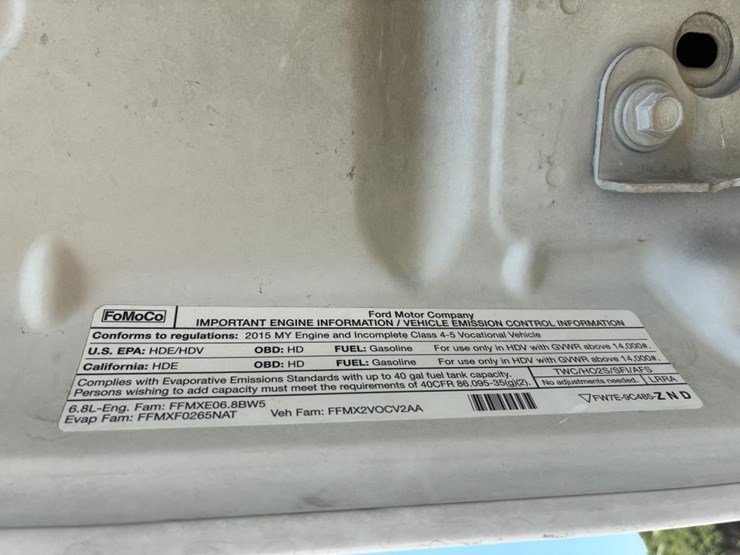 FoMoCo
Ford Motor Company
IMPORTANT ENGINE INFORMATION / VEHICLE EMISSION CONTROL INFORMATION
Conforms to regulations: 2015 MY Engine and Incomplete Class 4-5 Vocational Vehicle
U.S. EPA: HDE/HDV OBD: HD FUEL: Gasoline For use only in HDV with GVWR above 14,000#.
California: HDE OBD: HD FUEL: Gasoline For use only in HDV with GVWR above 14,000#.
Complies with Evaporative Emissions Standards with up to 40 gal fuel tank capacity. TWC/HO2S/SFI/AFS
Persons wishing to add capacity must meet the requirements of 40CFR 86.095-35(g)(2). No adjustments needed. LRRA
6.8L-Eng. Fam: FFMXE06.8BW5 Veh Fam: FFMX2VOCV2AA FW7E-9C485-ZND
Evap Fam: FFMXF0265NAT